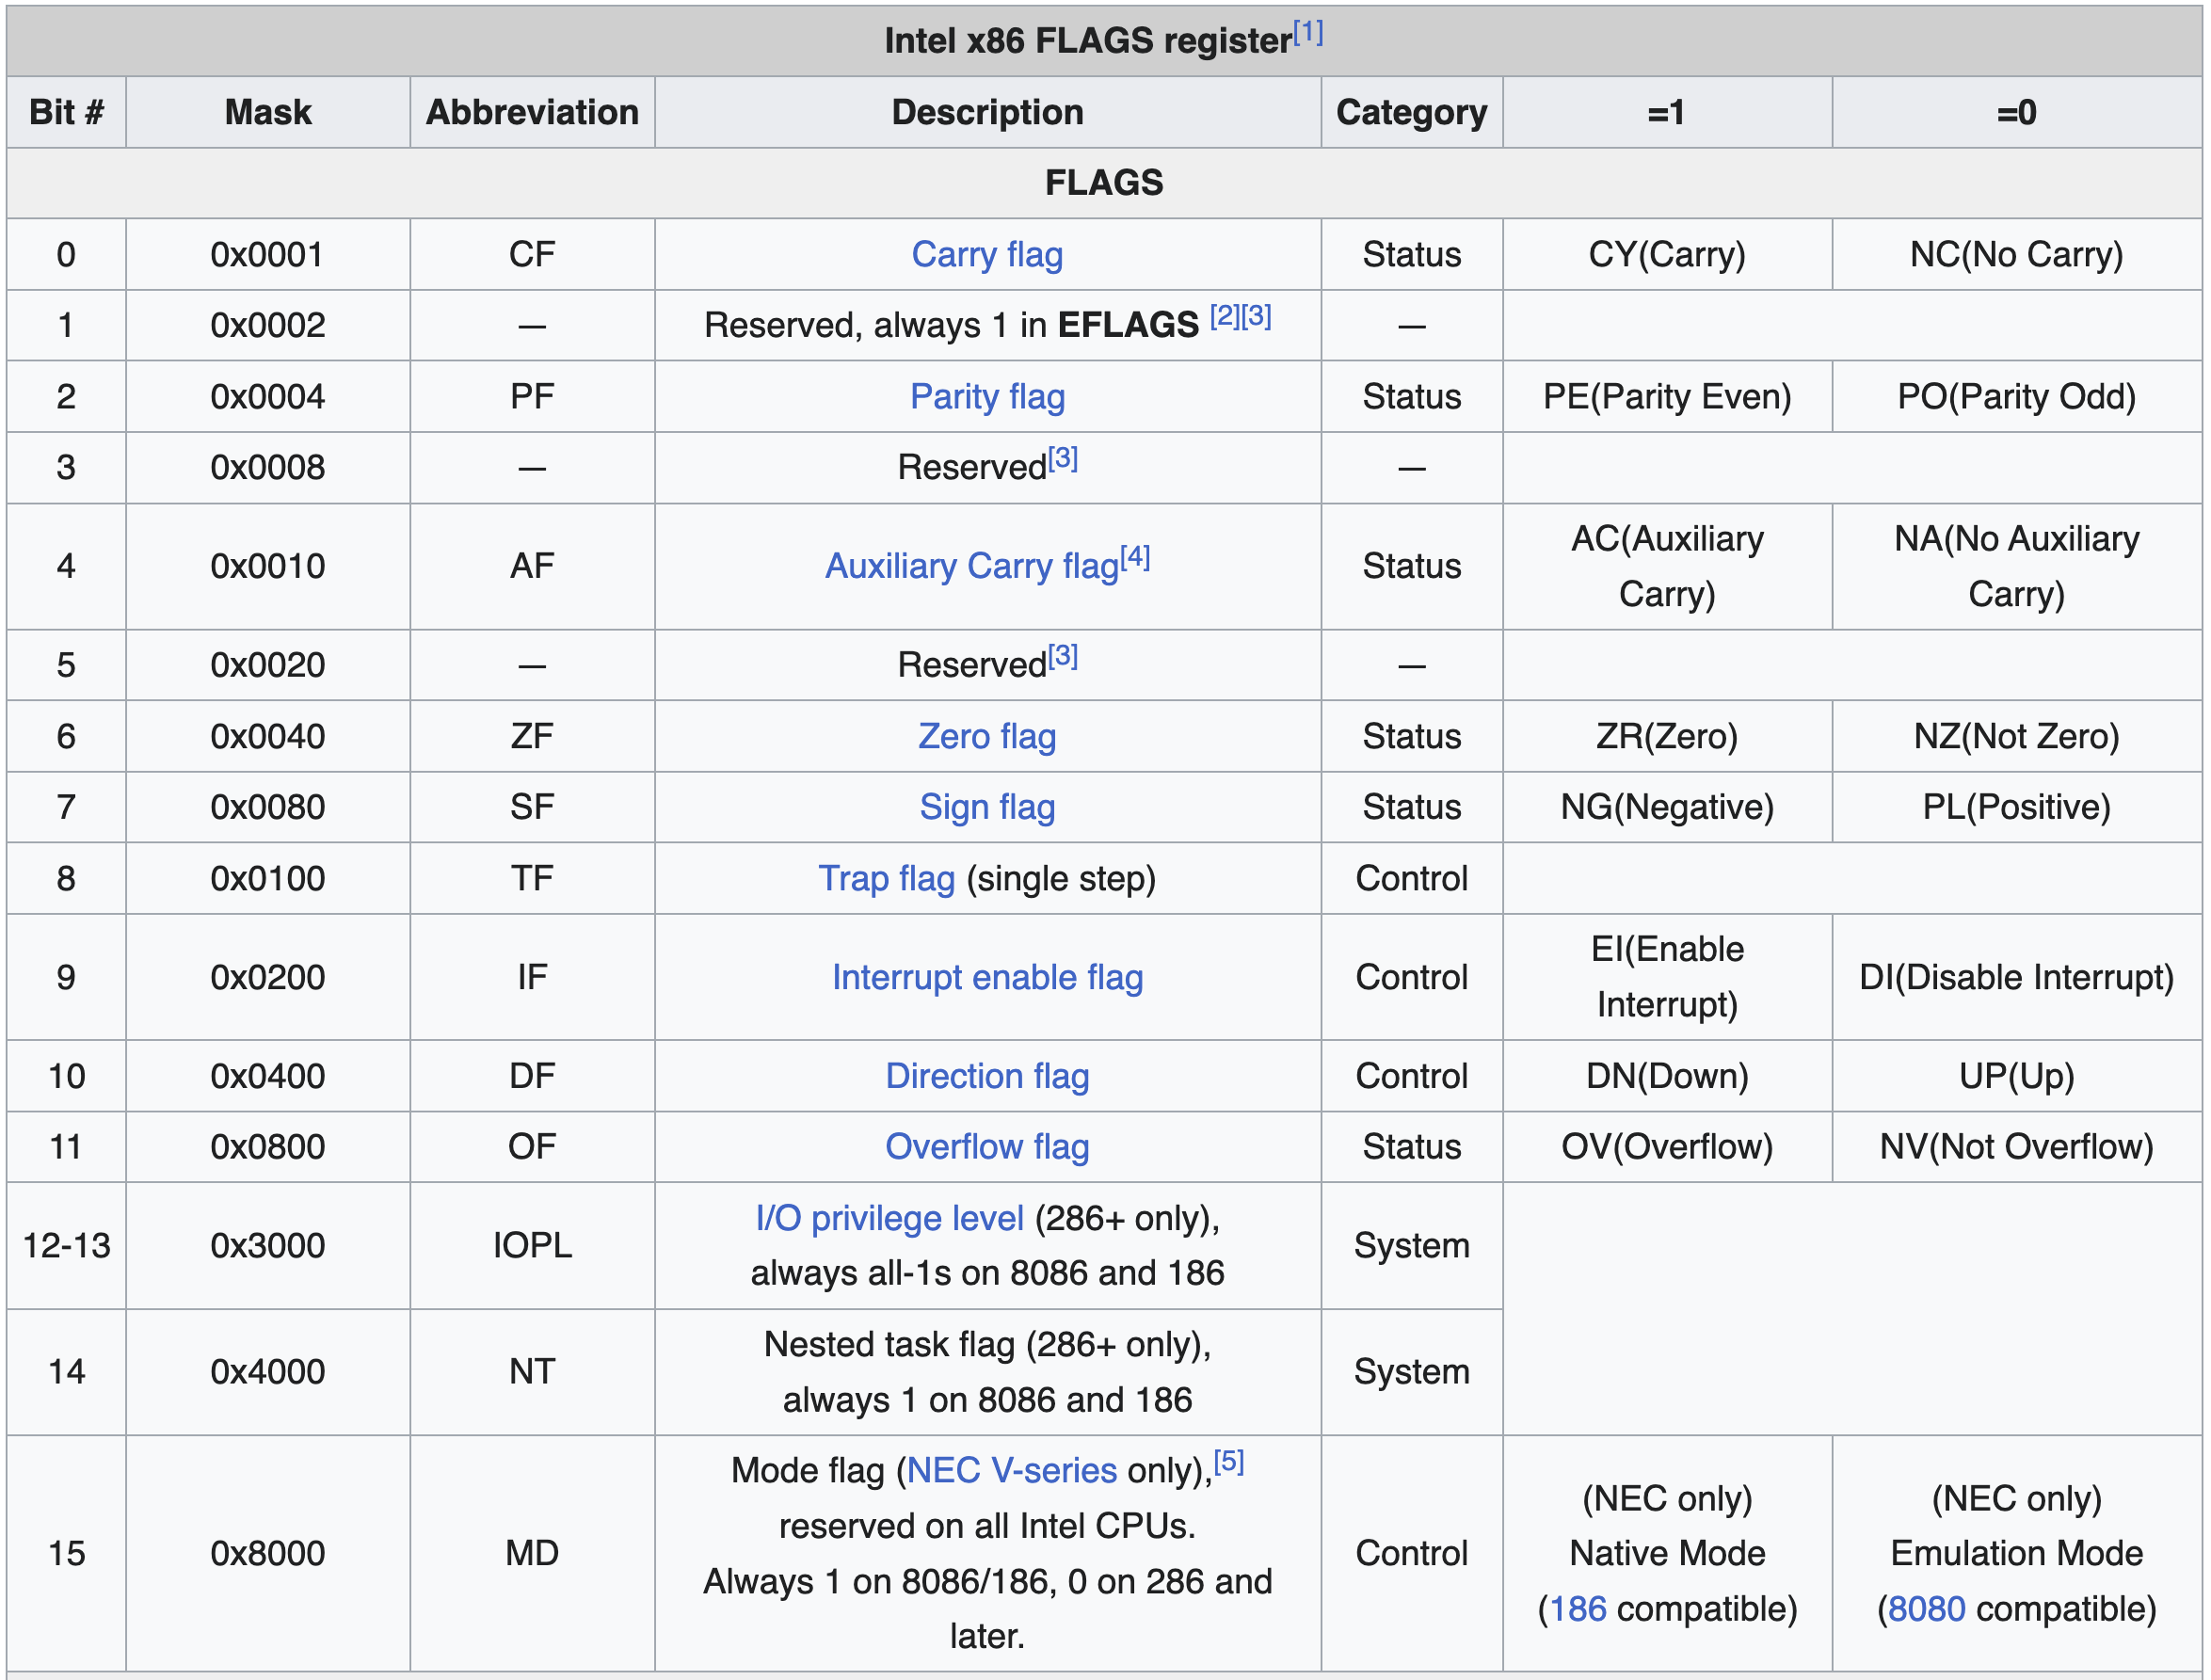 Intel x86 FLAGS register[1]
Bit # Mask Abbreviation Description Category =1 =0
FLAGS
0 0x0001 CF Carry flag Status CY(Carry) NC(No Carry)
1 0x0002 — Reserved, always 1 in EFLAGS [2][3] —
2 0x0004 PF Parity flag Status PE(Parity Even) PO(Parity Odd)
3 0x0008 — Reserved[3] —
4 0x0010 AF Auxiliary Carry flag[4] Status AC(Auxiliary
Carry) NA(No Auxiliary
Carry)
5 0x0020 — Reserved[3] —
6 0x0040 ZF Zero flag Status ZR(Zero) NZ(Not Zero)
7 0x0080 SF Sign flag Status NG(Negative) PL(Positive)
8 0x0100 TF Trap flag (single step) Control
9 0x0200 IF Interrupt enable flag Control EI(Enable
Interrupt) DI(Disable Interrupt)
10 0x0400 DF Direction flag Control DN(Down) UP(Up)
11 0x0800 OF Overflow flag Status OV(Overflow) NV(Not Overflow)
12-13 0x3000 IOPL I/O privilege level (286+ only),
always all-1s on 8086 and 186 System
14 0x4000 NT Nested task flag (286+ only),
always 1 on 8086 and 186 System
15 0x8000 MD Mode flag (NEC V-series only),[5]
reserved on all Intel CPUs.
Always 1 on 8086/186, 0 on 286 and
later. Control (NEC only)
Native Mode
(186 compatible) (NEC only)
Emulation Mode
(8080 compatible)